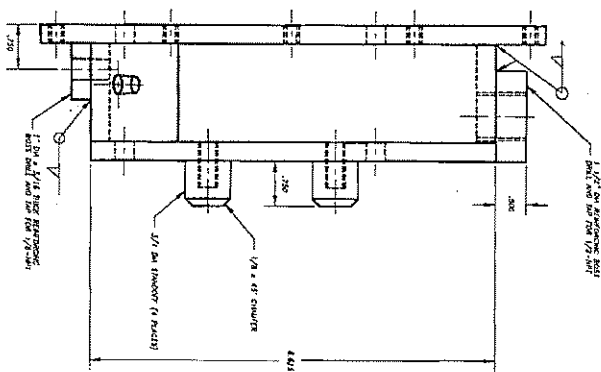 .750
1" DIA x 5/16 THICK REINFORCING
BOSS DRILL AND TAP FOR 1/8-NPT
3/4 DIA STANDOFF (4 PLACES)
1/8 x 45° CHAMFER
.750
.500
1 1/2" DIA REINFORCING BOSS
DRILL AND TAP FOR 1/2-NPT